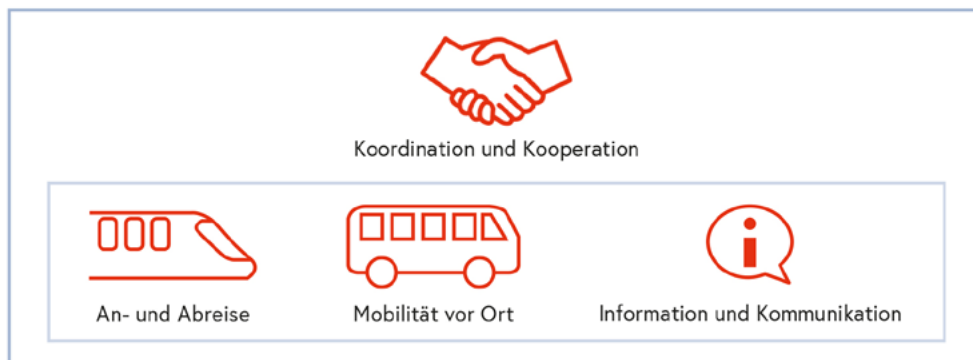 Koordination und Kooperation
An- und Abreise
Mobilität vor Ort
Information und Kommunikation